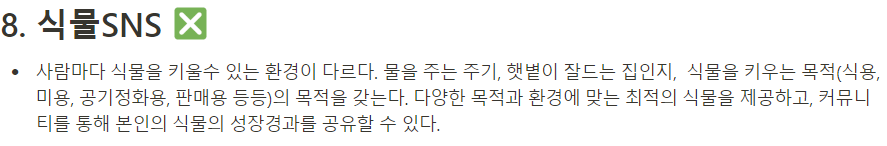 8. 식물SNS ❎
• 사람마다 식물을 키울수 있는 환경이 다르다. 물을 주는 주기, 햇볕이 잘드는 집인지,  식물을 키우는 목적(식용,
미용, 공기정화용, 판매용 등등)의 목적을 갖는다. 다양한 목적과 환경에 맞는 최적의 식물을 제공하고, 커뮤니
티를 통해 본인의 식물의 성장경과를 공유할 수 있다.